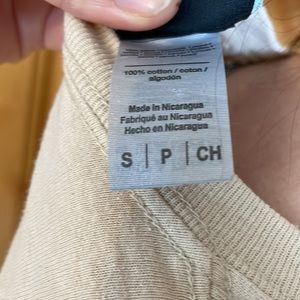 100% cotton / coton /
algodón
Made in Nicaragua
Fabriqué au Nicaragua
Hecho en Nicaragua
S | P | CH